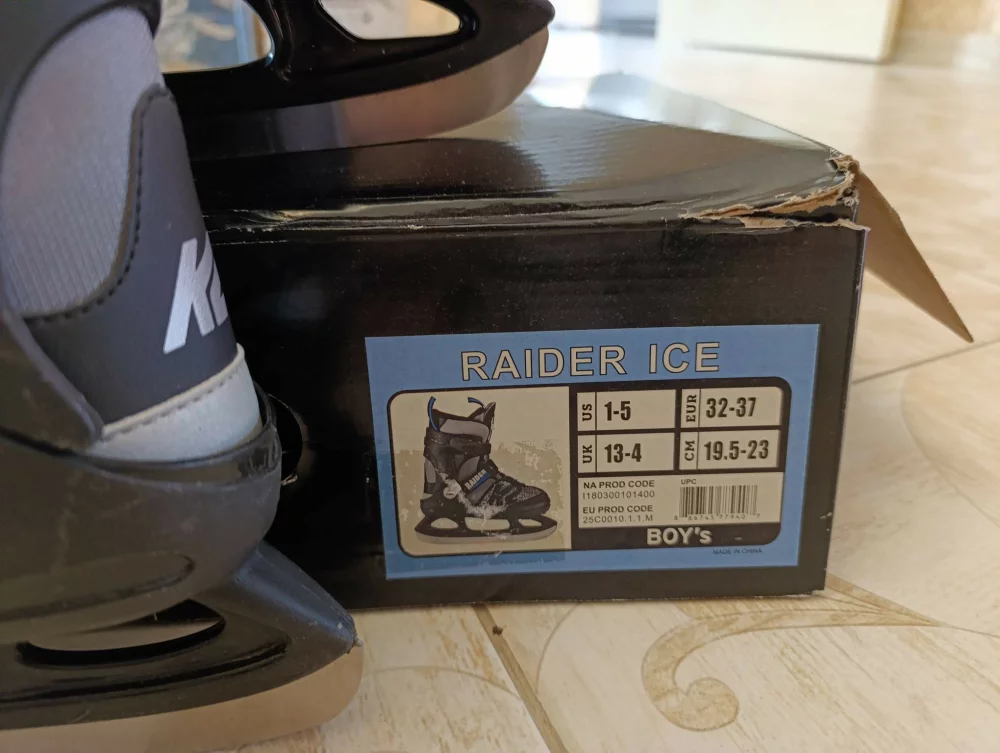 K2
RAIDER ICE
US 1-5
EUR 32-37
UK 13-4
CM 19.5-23
RAIDER
NA PROD CODE
I180300101400
EU PROD CODE
25C0010.1.1.M
UPC
BOY's
MADE IN CHINA